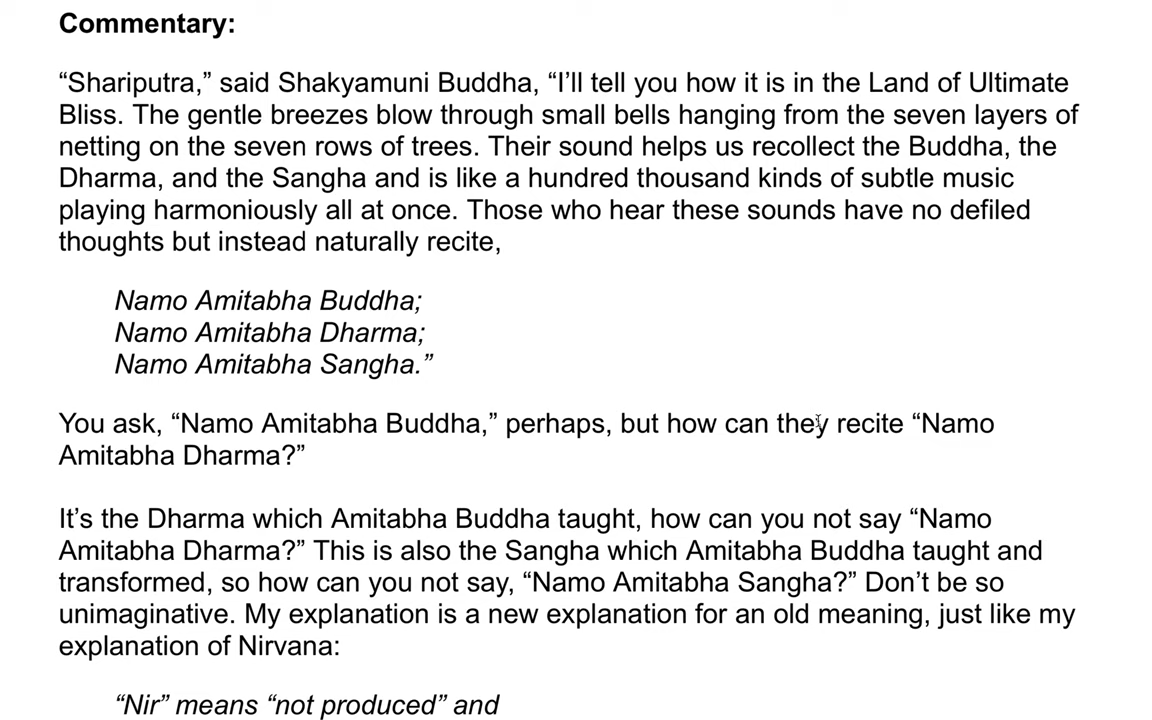 Commentary:
“Shariputra,” said Shakyamuni Buddha, “I’ll tell you how it is in the Land of Ultimate
Bliss. The gentle breezes blow through small bells hanging from the seven layers of
netting on the seven rows of trees. Their sound helps us recollect the Buddha, the
Dharma, and the Sangha and is like a hundred thousand kinds of subtle music
playing harmoniously all at once. Those who hear these sounds have no defiled
thoughts but instead naturally recite,
Namo Amitabha Buddha;
Namo Amitabha Dharma;
Namo Amitabha Sangha.”
You ask, “Namo Amitabha Buddha,” perhaps, but how can they recite “Namo
Amitabha Dharma?”
It’s the Dharma which Amitabha Buddha taught, how can you not say “Namo
Amitabha Dharma?” This is also the Sangha which Amitabha Buddha taught and
transformed, so how can you not say, “Namo Amitabha Sangha?” Don’t be so
unimaginative. My explanation is a new explanation for an old meaning, just like my
explanation of Nirvana:
“Nir” means “not produced” and